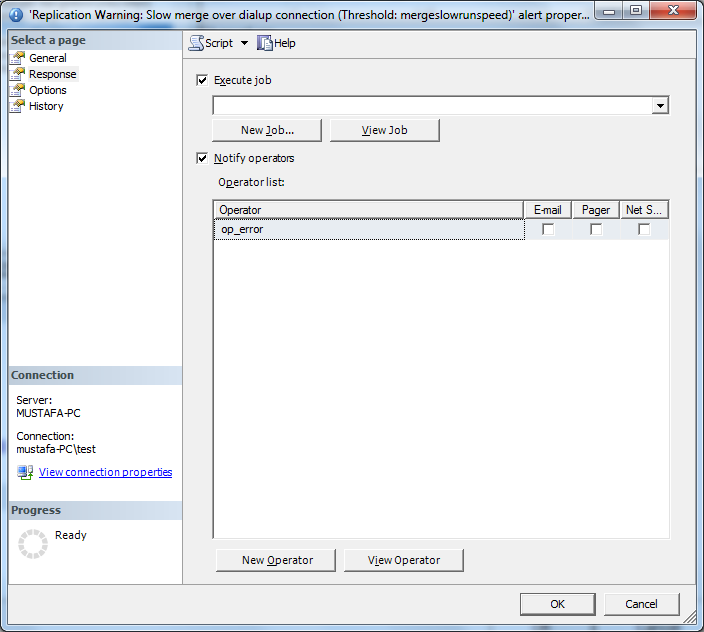 'Replication Warning: Slow merge over dialup connection (Threshold: mergeslowrunspeed)' alert proper...
Select a page
General
Response
Options
History
Script
Help
Execute job
New Job...
View Job
Notify operators
Operator list:
Operator E-mail Pager Net S...
op_error
Connection
Server:
MUSTAFA-PC
Connection:
mustafa-PC\test
View connection properties
Progress
Ready
New Operator
View Operator
OK
Cancel